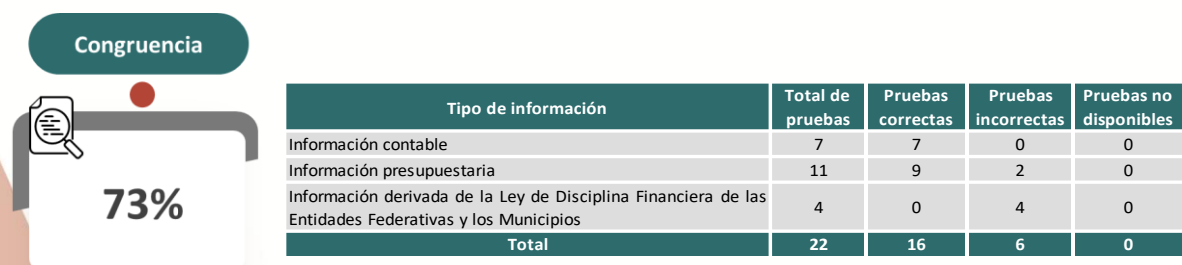 Congruencia
73%
Tipo de información
Total de
pruebas
Pruebas
correctas
Pruebas
incorrectas
Pruebas no
disponibles
Información contable 7 7 0 0
Información presupuestaria 11 9 2 0
Información derivada de la Ley de Disciplina Financiera de las
Entidades Federativas y los Municipios 4 0 4 0
Total 22 16 6 0